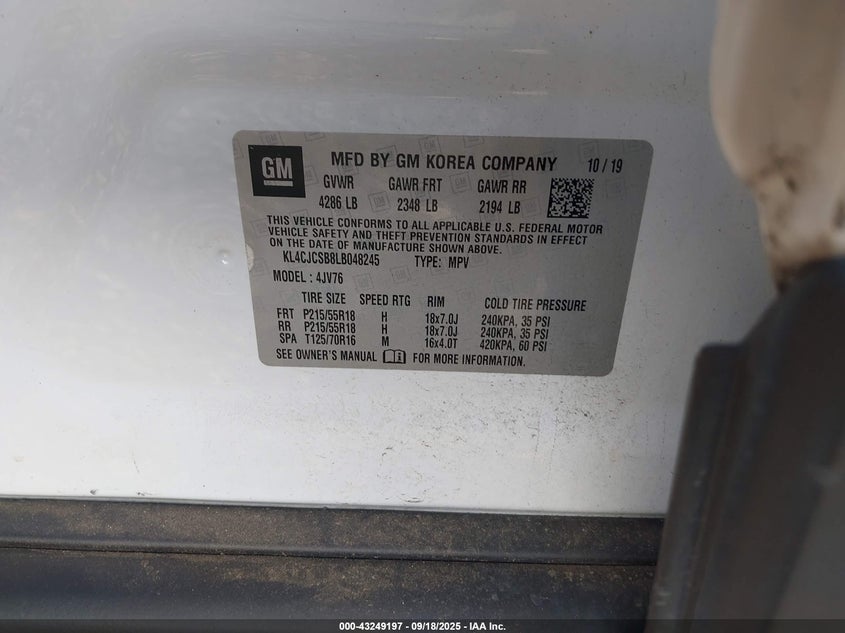 GM MFD BY GM KOREA COMPANY 10 / 19
GVWR GAWR FRT GAWR RR
4286 LB 2348 LB 2194 LB
THIS VEHICLE CONFORMS TO ALL APPLICABLE U.S. FEDERAL MOTOR
VEHICLE SAFETY AND THEFT PREVENTION STANDARDS IN EFFECT
ON THE DATE OF MANUFACTURE SHOWN ABOVE.
KL4CJCSB8LB048245 TYPE: MPV
MODEL : 4JV76
TIRE SIZE SPEED RTG RIM COLD TIRE PRESSURE
FRT P215/55R18 H 18x7.0J 240KPA, 35 PSI
RR P215/55R18 H 18x7.0J 240KPA, 35 PSI
SPA T125/70R16 M 16x4.0T 420KPA, 60 PSI
SEE OWNER'S MANUAL FOR MORE INFORMATION.
000-43249197 - 09/18/2025 - IAA Inc.